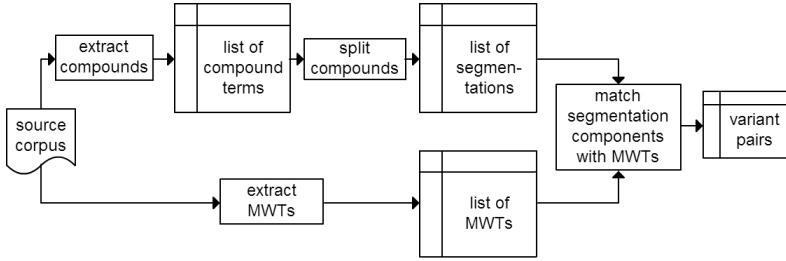 extract
compounds
list of
compound
terms
split
compounds
list of
segmen-
tations
source
corpus
match
segmentation
components
with MWTs
variant
pairs
extract
MWTs
list of
MWTs